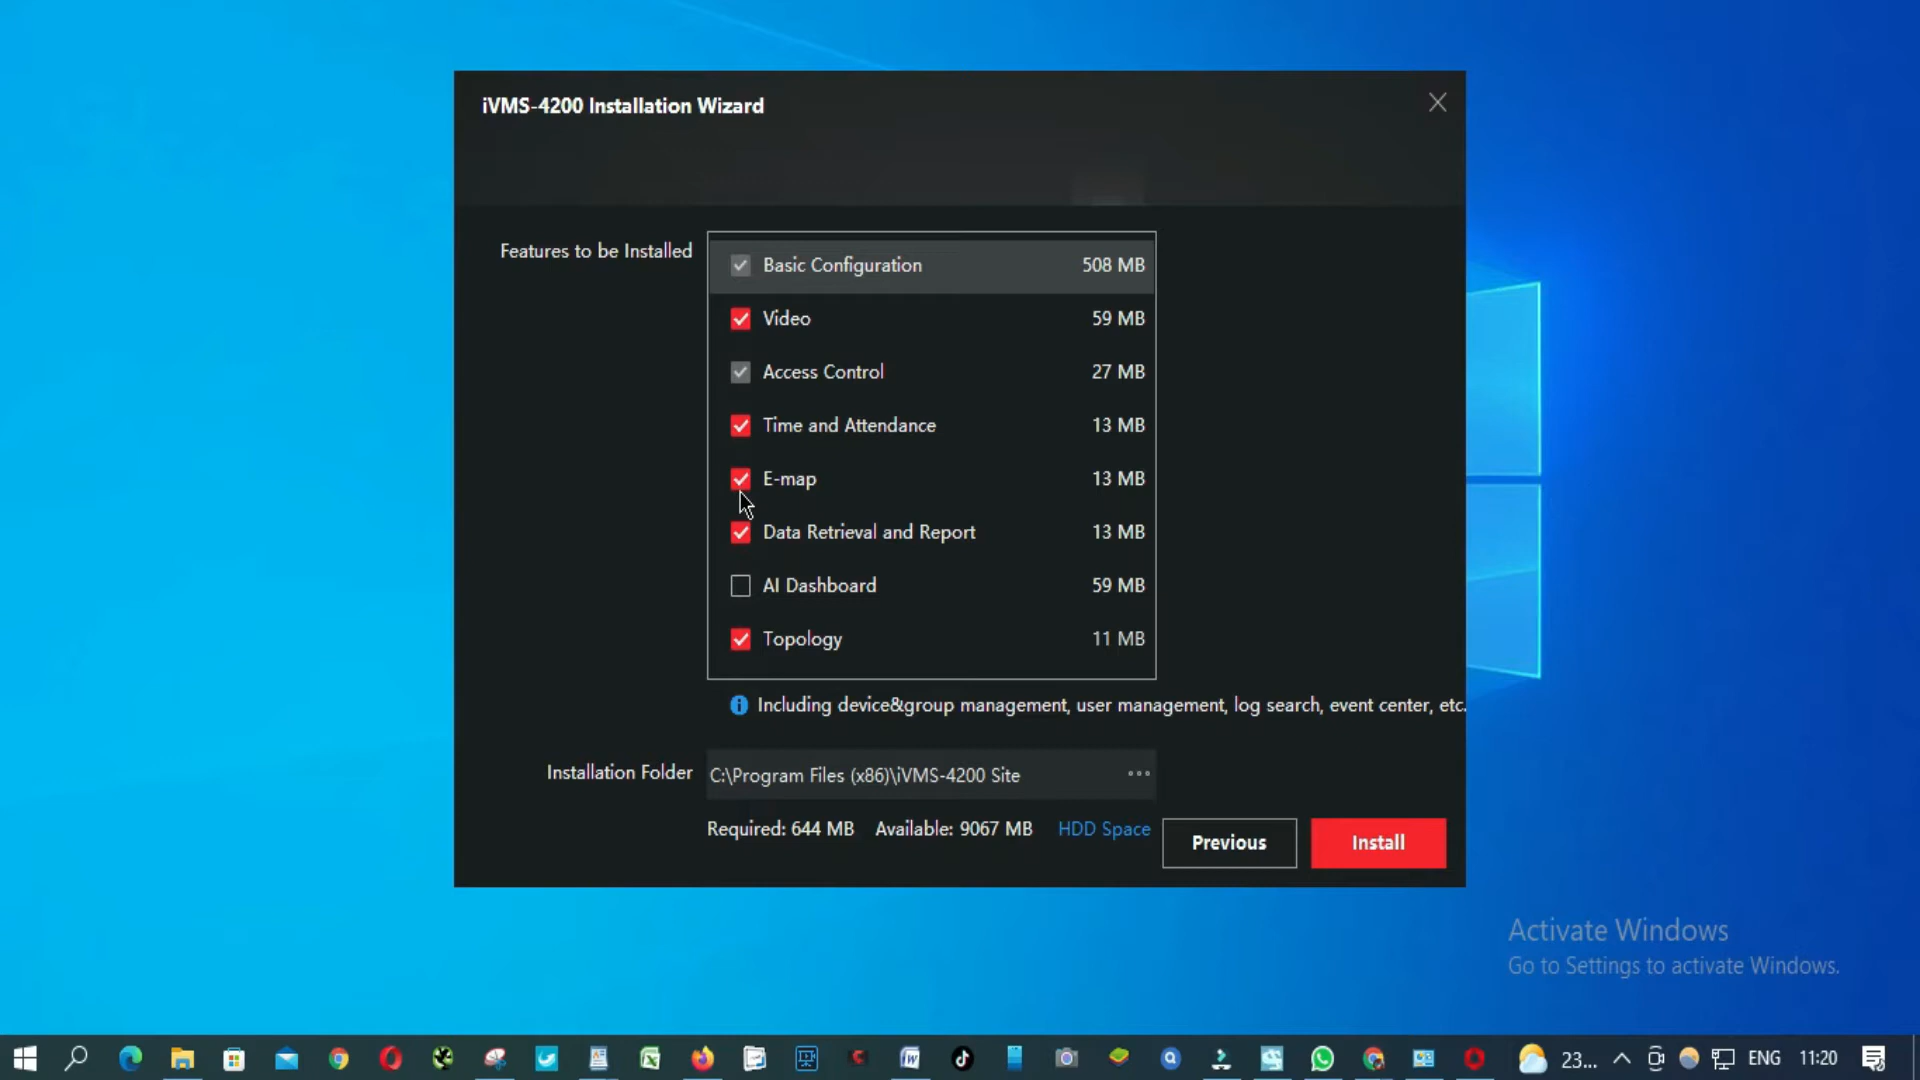 iVMS-4200 Installation Wizard
Features to be Installed
Basic Configuration 508 MB
Video 59 MB
Access Control 27 MB
Time and Attendance 13 MB
E-map 13 MB
Data Retrieval and Report 13 MB
AI Dashboard 59 MB
Topology 11 MB
Including device&group management, user management, log search, event center, etc.
Installation Folder C:\Program Files (x86)\iVMS-4200 Site ...
Required: 644 MB Available: 9067 MB HDD Space
Previous Install
Activate Windows
Go to Settings to activate Windows.
23... ENG 11:20